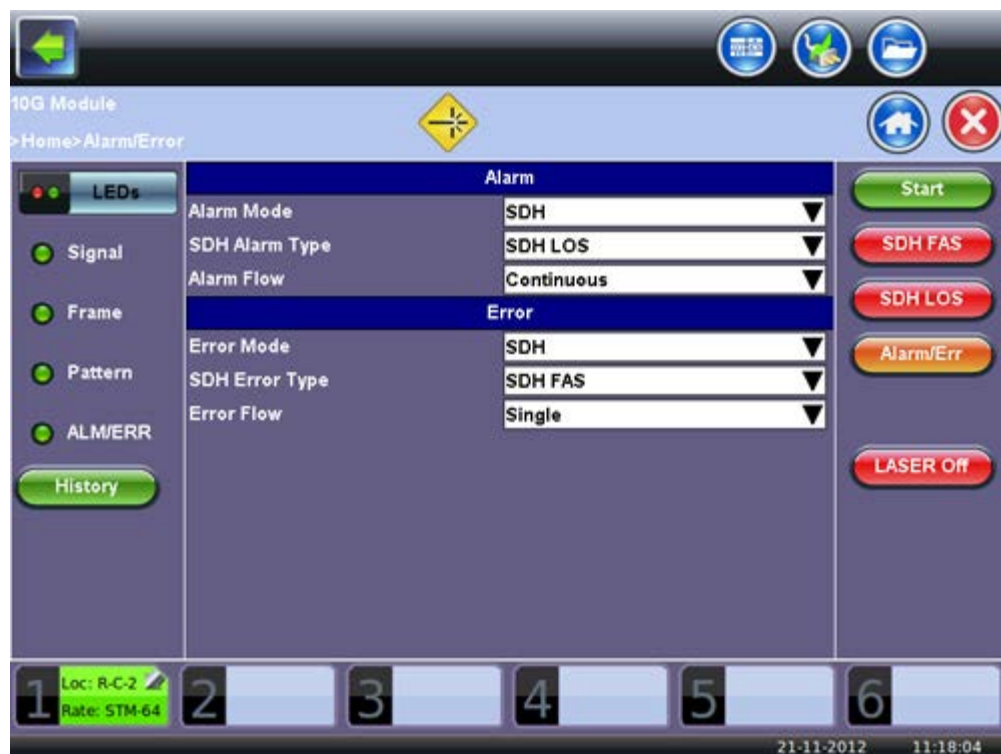 10G Module
>Home>Alarm/Error
LEDs
Signal
Frame
Pattern
ALM/ERR
History
Alarm
Alarm Mode SDH
SDH Alarm Type SDH LOS
Alarm Flow Continuous
Error
Error Mode SDH
SDH Error Type SDH FAS
Error Flow Single
Start
SDH FAS
SDH LOS
Alarm/Err
LASER Off
1 Loc: R-C-2
Rate: STM-64
2
3
4
5
6
21-11-2012 11:18:04